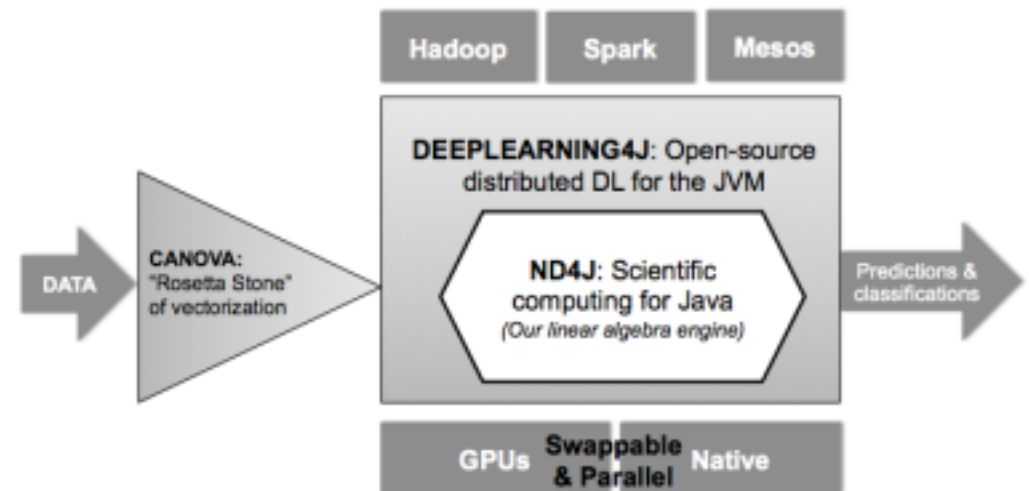 Hadoop
Spark
Mesos
DEEPLEARNING4J: Open-source
distributed DL for the JVM
DATA
CANOVA:
"Rosetta Stone"
of vectorization
ND4J: Scientific
computing for Java
(Our linear algebra engine)
Predictions &
classifications
GPUs
Swappable
& Parallel
Native